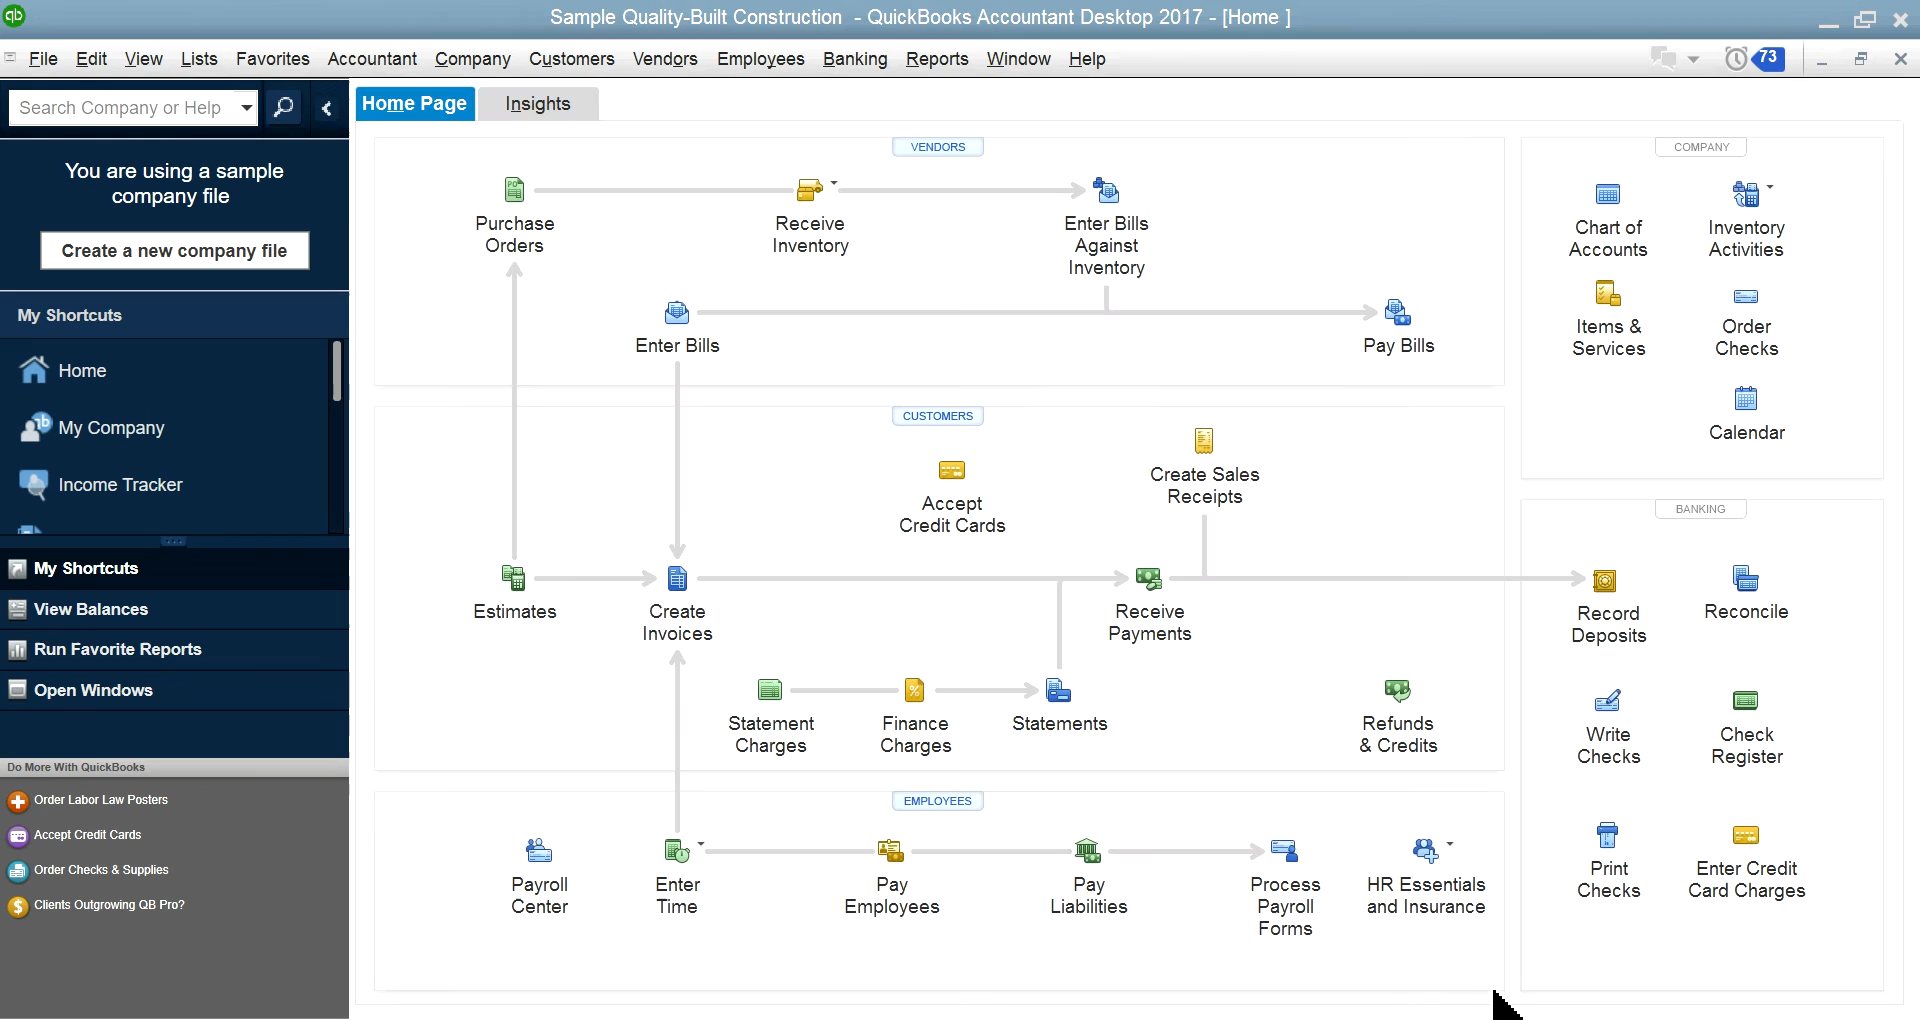 qb
Sample Quality-Built Construction - QuickBooks Accountant Desktop 2017 - [Home ]
File Edit View Lists Favorites Accountant Company Customers Vendors Employees Banking Reports Window Help
73
Search Company or Help
Home Page
Insights
You are using a sample
company file
Create a new company file
My Shortcuts
Home
My Company
Income Tracker
My Shortcuts
View Balances
Run Favorite Reports
Open Windows
Do More With QuickBooks
Order Labor Law Posters
Accept Credit Cards
Order Checks & Supplies
Clients Outgrowing QB Pro?
VENDORS
Purchase
Orders
Receive
Inventory
Enter Bills
Against
Inventory
Enter Bills
Pay Bills
CUSTOMERS
Accept
Credit Cards
Create Sales
Receipts
Estimates
Create
Invoices
Receive
Payments
Statement
Charges
Finance
Charges
Statements
Refunds
& Credits
EMPLOYEES
Payroll
Center
Enter
Time
Pay
Employees
Pay
Liabilities
Process
Payroll
Forms
HR Essentials
and Insurance
COMPANY
Chart of
Accounts
Inventory
Activities
Items &
Services
Order
Checks
Calendar
BANKING
Record
Deposits
Reconcile
Write
Checks
Check
Register
Print
Checks
Enter Credit
Card Charges